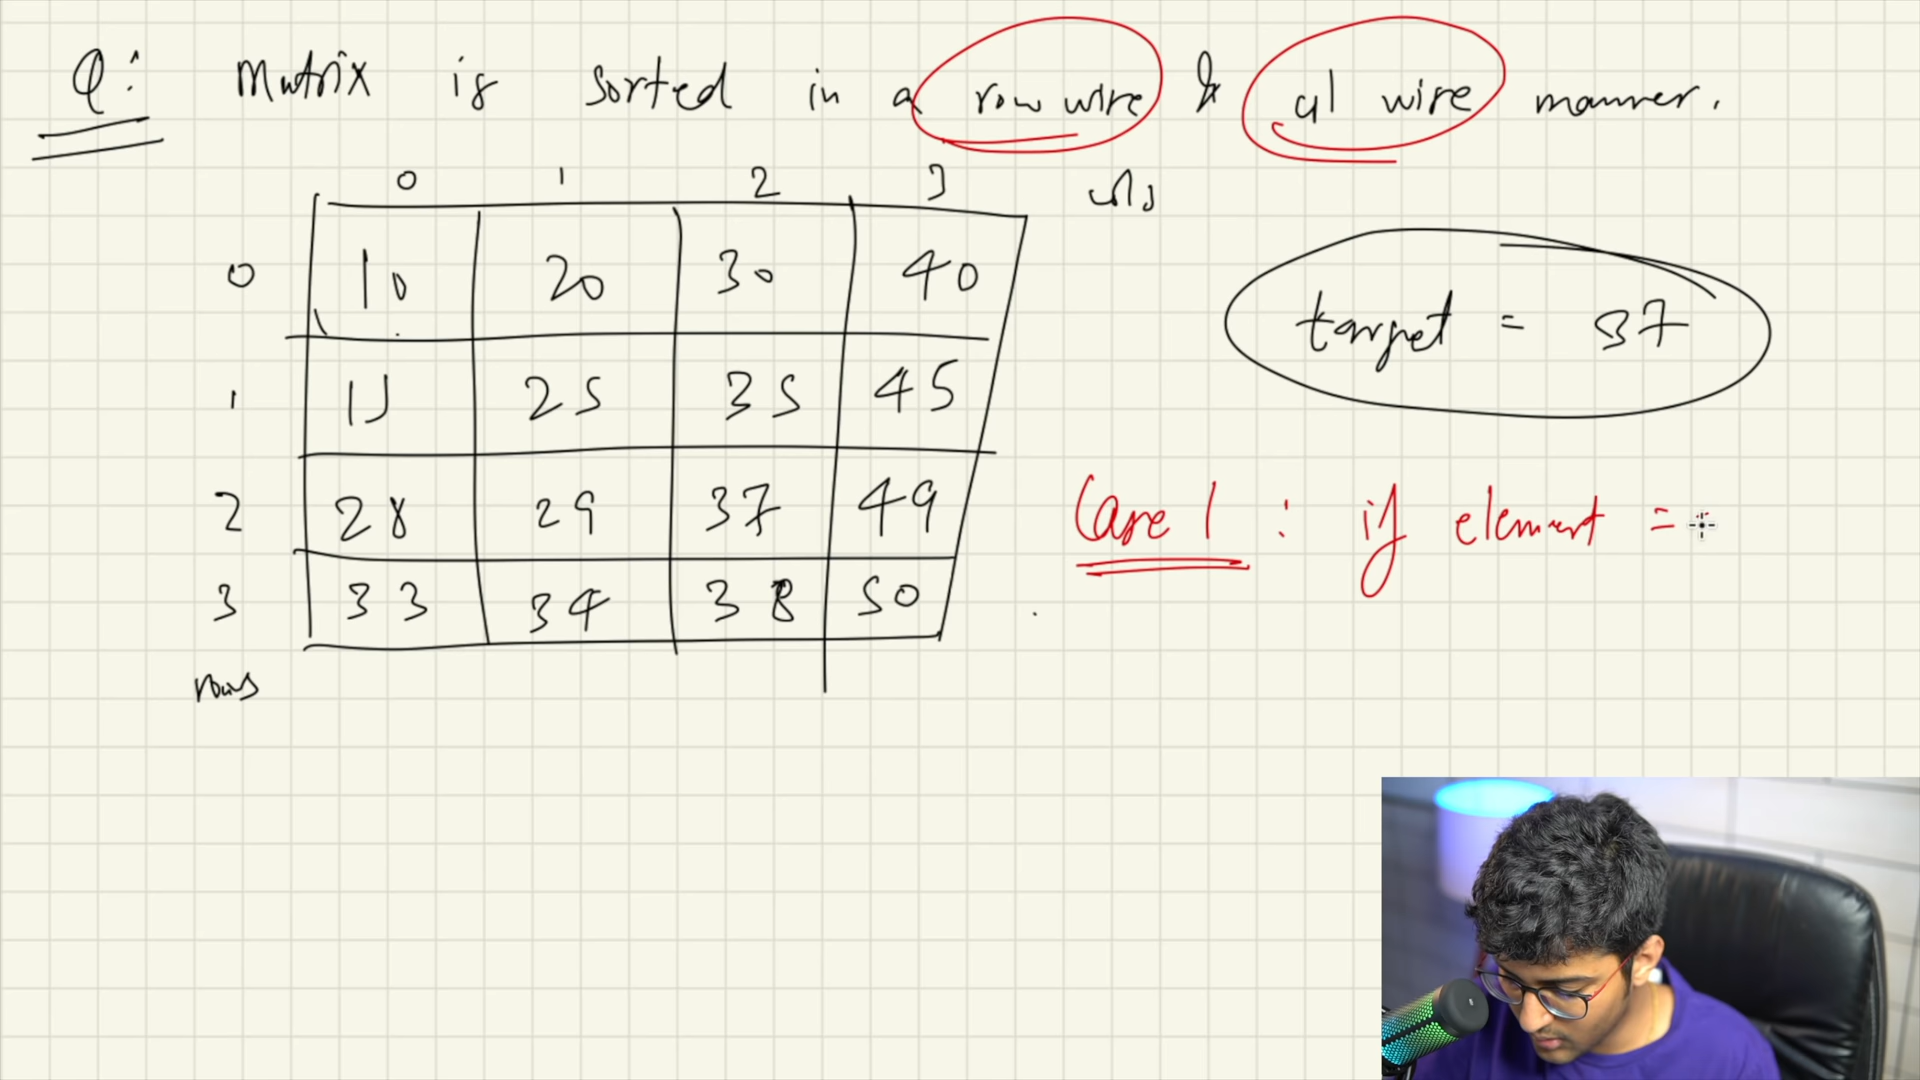 Q: Matrix is sorted in a row wise & col wise manner.
0 1 2 3 cols
0 10 20 30 40
target = 37
1 15 25 35 45
2 28 29 37 49
Case 1 : if element =
3 33 34 38 50
rows